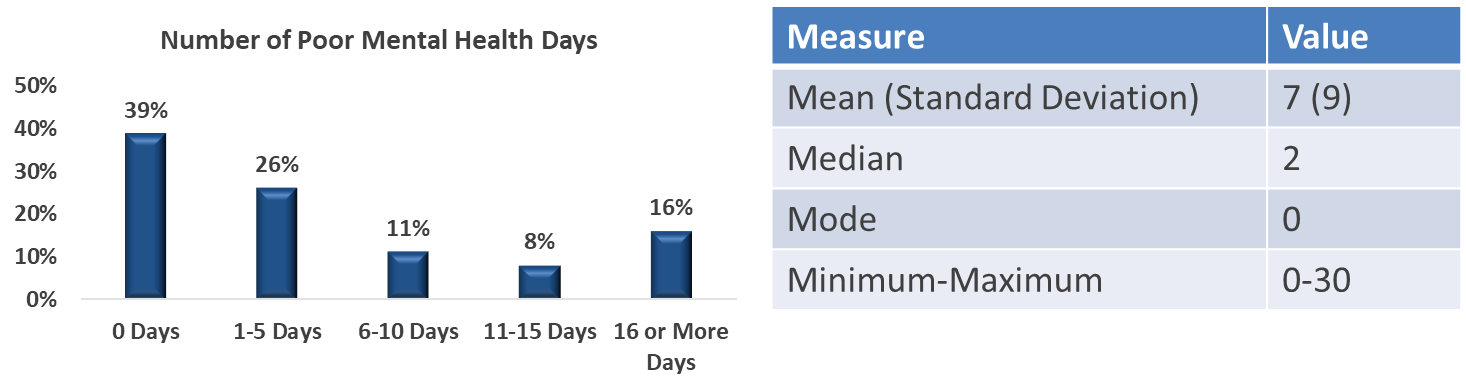 Number of Poor Mental Health Days
50%
40%
30%
20%
10%
0%
39%
26%
11%
8%
16%
0 Days
1-5 Days
6-10 Days
11-15 Days
16 or More
Days
Measure Value
Mean (Standard Deviation) 7 (9)
Median 2
Mode 0
Minimum-Maximum 0-30